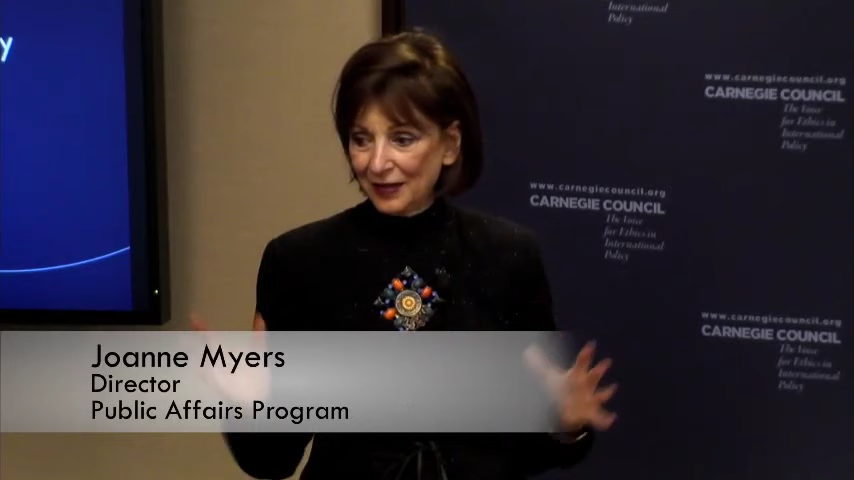 y
International
Policy
www.carnegiecouncil.org
CARNEGIE COUNCIL
The Voice
for Ethics in
International
Policy
www.carnegiecouncil.org
CARNEGIE COUNCIL
The Voice
for Ethics in
International
Policy
www.carnegiecouncil.org
CARNEGIE COUNCIL
The Voice
for Ethics in
International
Policy
Joanne Myers
Director
Public Affairs Program